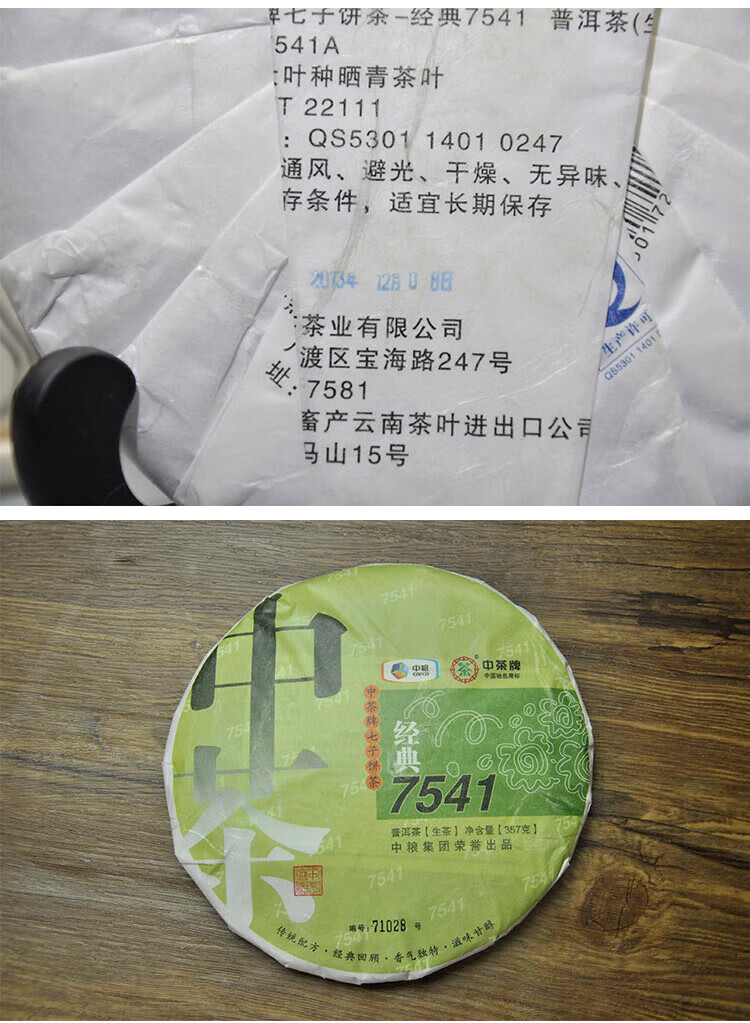 牌七子饼茶-经典7541 普洱茶(生
541A
叶种晒青茶叶
T 22111
: QS5301 1401 0247
通风、避光、干燥、无异味、
存条件，适宜长期保存
2013年 12月 08日
茶业有限公司
渡区宝海路247号
址: 7581
畜产云南茶叶进出口公司
马山15号
生产许可
QS5301 1401 0
中茶
7541
中粮
COFCO
中茶牌
中国驰名商标
中茶牌七子饼茶
经典
7541
普洱茶【生茶】 净含量【357克】
中粮集团荣誉出品
编号: 71028 号
传统配方·经典回顾·香气独特·滋味甘醇